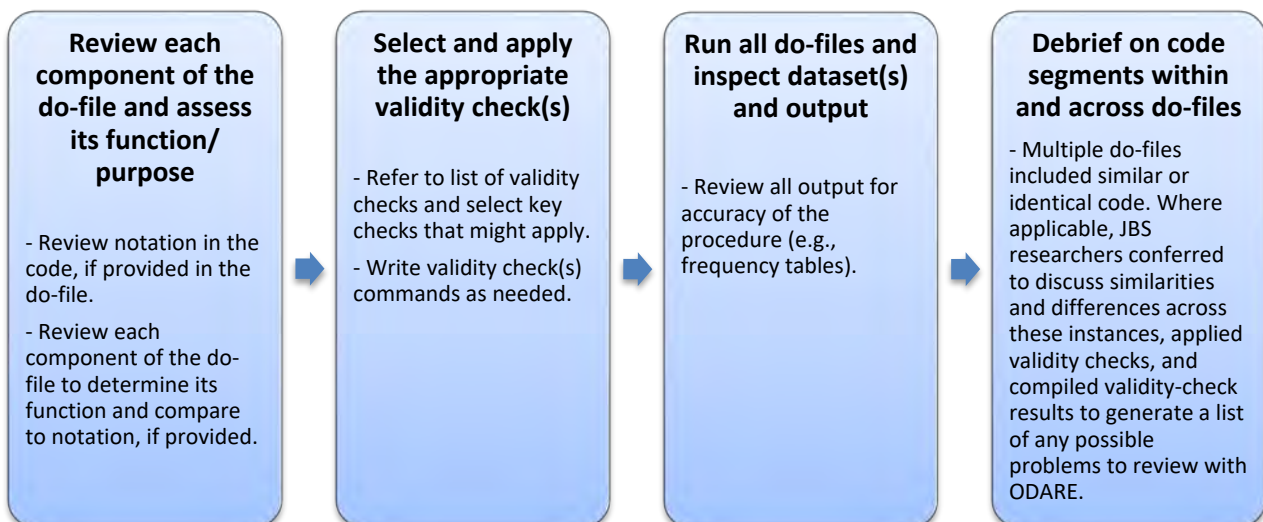 Review each
component of the
do-file and assess
its function/
purpose
- Review notation in the
code, if provided in the
do-file.
- Review each
component of the do-
file to determine its
function and compare
to notation, if provided.
Select and apply
the appropriate
validity check(s)
- Refer to list of validity
checks and select key
checks that might apply.
- Write validity check(s)
commands as needed.
Run all do-files and
inspect dataset(s)
and output
- Review all output for
accuracy of the
procedure (e.g.,
frequency tables).
Debrief on code
segments within
and across do-files
- Multiple do-files
included similar or
identical code. Where
applicable, JBS
researchers conferred
to discuss similarities
and differences across
these instances, applied
validity checks, and
compiled validity-check
results to generate a list
of any possible
problems to review with
ODARE.